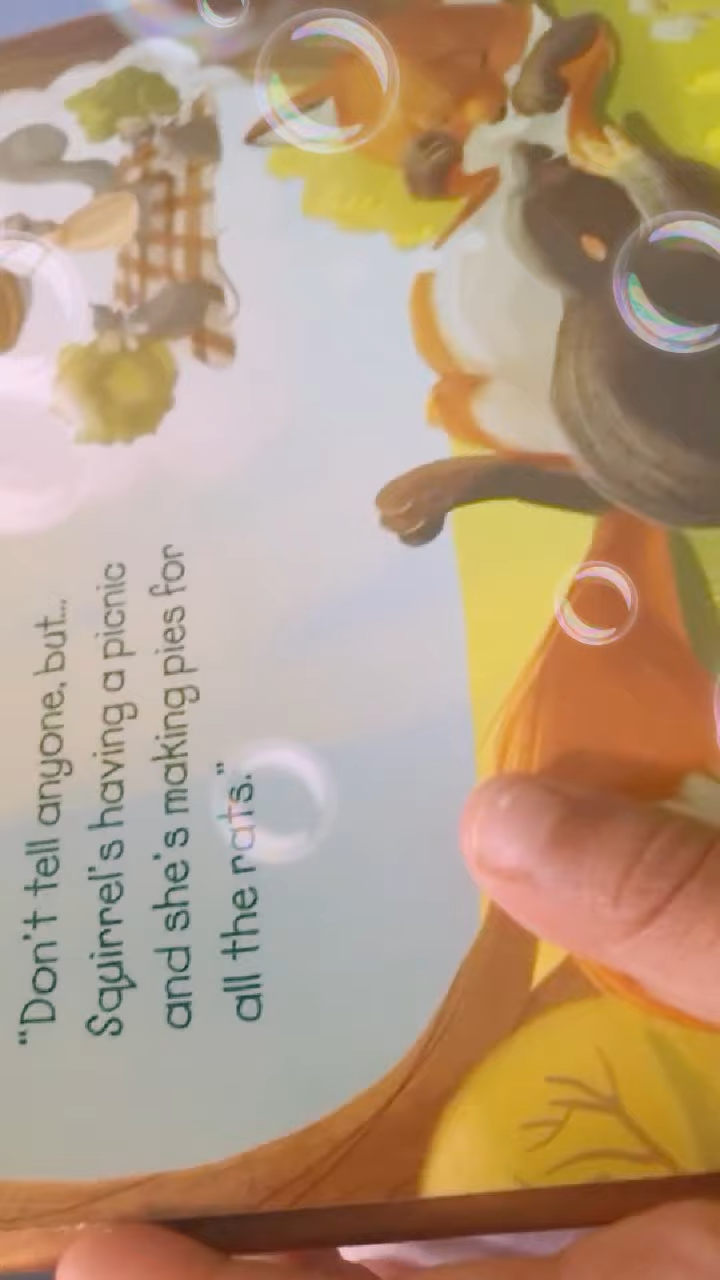 "Don't tell anyone, but...
Squirrel's having a picnic
and she's making pies for
all the rats."